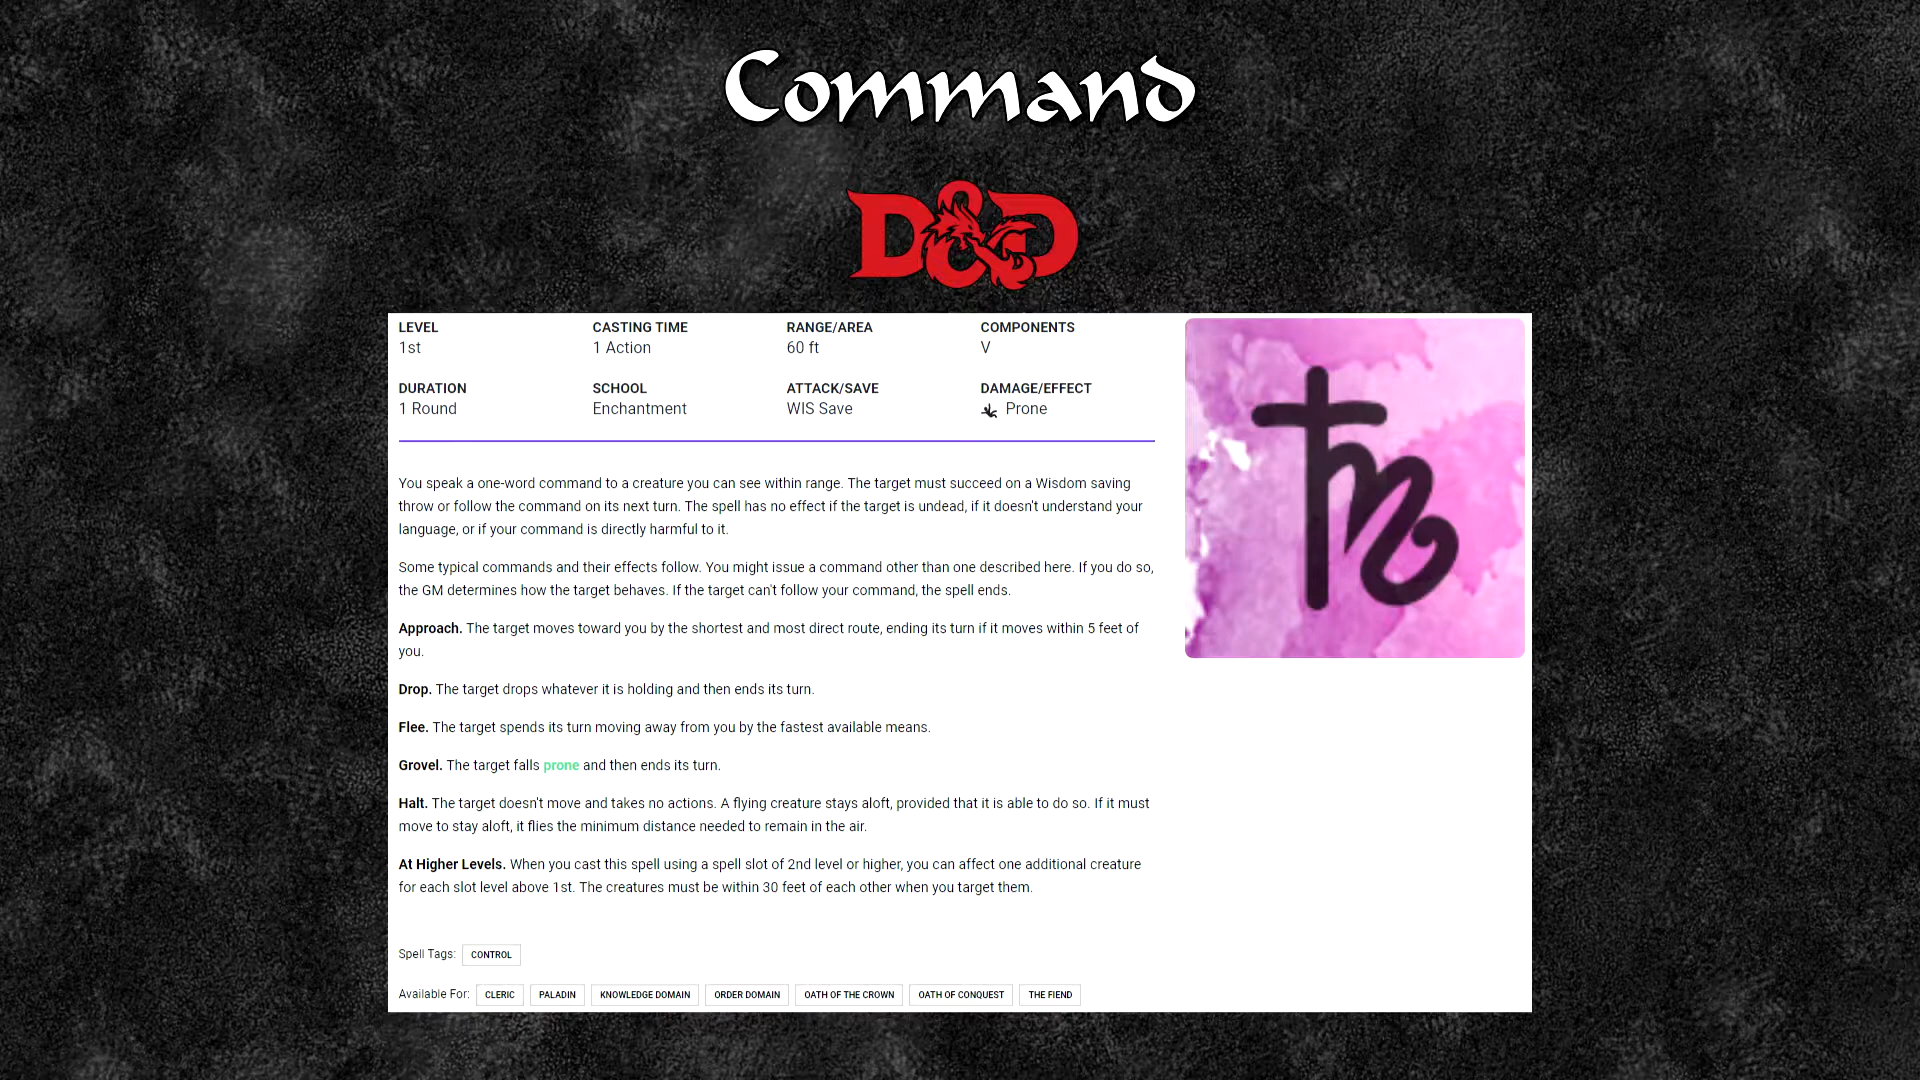 Command
D&D
LEVEL CASTING TIME RANGE/AREA COMPONENTS
1st 1 Action 60 ft V
DURATION SCHOOL ATTACK/SAVE DAMAGE/EFFECT
1 Round Enchantment WIS Save Prone
You speak a one-word command to a creature you can see within range. The target must succeed on a Wisdom saving
throw or follow the command on its next turn. The spell has no effect if the target is undead, if it doesn't understand your
language, or if your command is directly harmful to it.
Some typical commands and their effects follow. You might issue a command other than one described here. If you do so,
the GM determines how the target behaves. If the target can't follow your command, the spell ends.
Approach. The target moves toward you by the shortest and most direct route, ending its turn if it moves within 5 feet of
you.
Drop. The target drops whatever it is holding and then ends its turn.
Flee. The target spends its turn moving away from you by the fastest available means.
Grovel. The target falls prone and then ends its turn.
Halt. The target doesn't move and takes no actions. A flying creature stays aloft, provided that it is able to do so. If it must
move to stay aloft, it flies the minimum distance needed to remain in the air.
At Higher Levels. When you cast this spell using a spell slot of 2nd level or higher, you can affect one additional creature
for each slot level above 1st. The creatures must be within 30 feet of each other when you target them.
Spell Tags: CONTROL
Available For: CLERIC PALADIN KNOWLEDGE DOMAIN ORDER DOMAIN OATH OF THE CROWN OATH OF CONQUEST THE FIEND